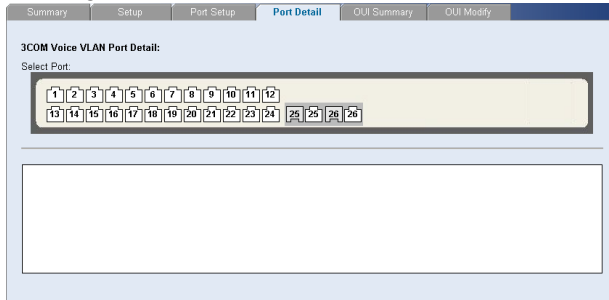 Summary Setup Port Setup Port Detail OUI Summary OUI Modify
3COM Voice VLAN Port Detail:
Select Port:
1 2 3 4 5 6 7 8 9 10 11 12
13 14 15 16 17 18 19 20 21 22 23 24 25 25 26 26